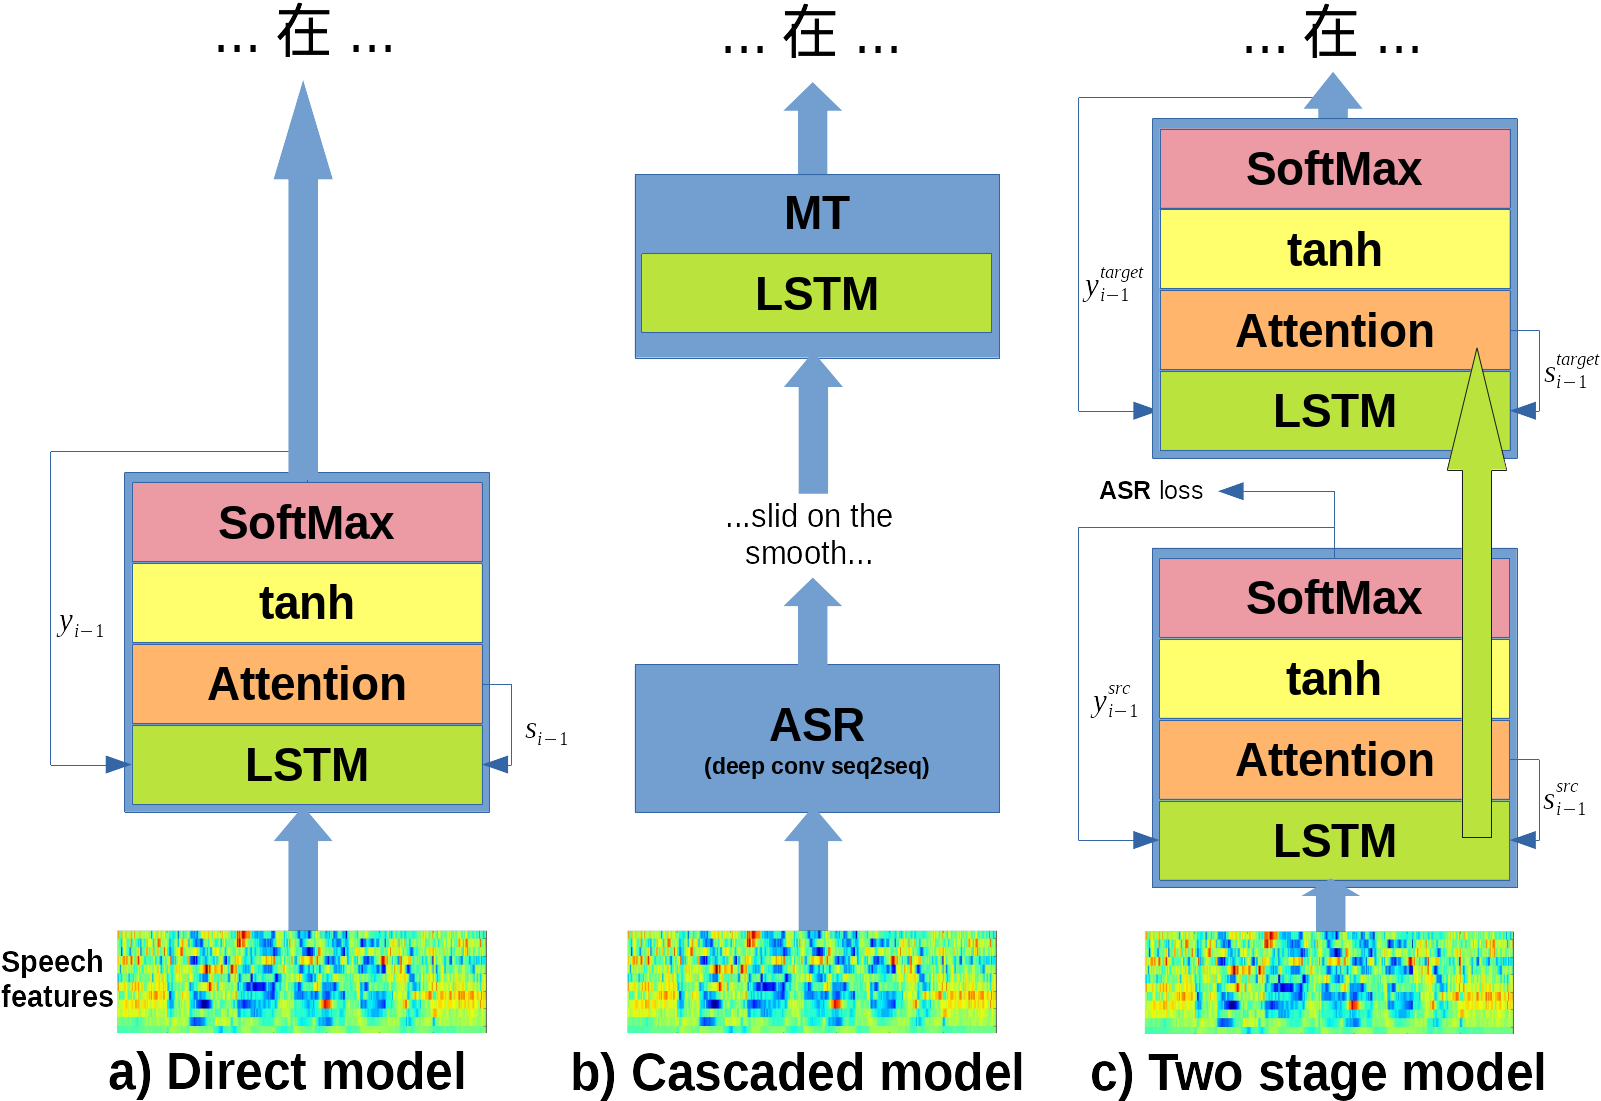 ... 在 ...
SoftMax
tanh
Attention
LSTM
y_{i−1}
s_{i−1}
Speech
features
a) Direct model
... 在 ...
MT
LSTM
...slid on the
smooth...
ASR
(deep conv seq2seq)
b) Cascaded model
... 在 ...
SoftMax
tanh
Attention
LSTM
y_{i−1}^{target}
s_{i−1}^{target}
ASR loss
SoftMax
tanh
Attention
LSTM
y_{i−1}^{src}
s_{i−1}^{src}
c) Two stage model